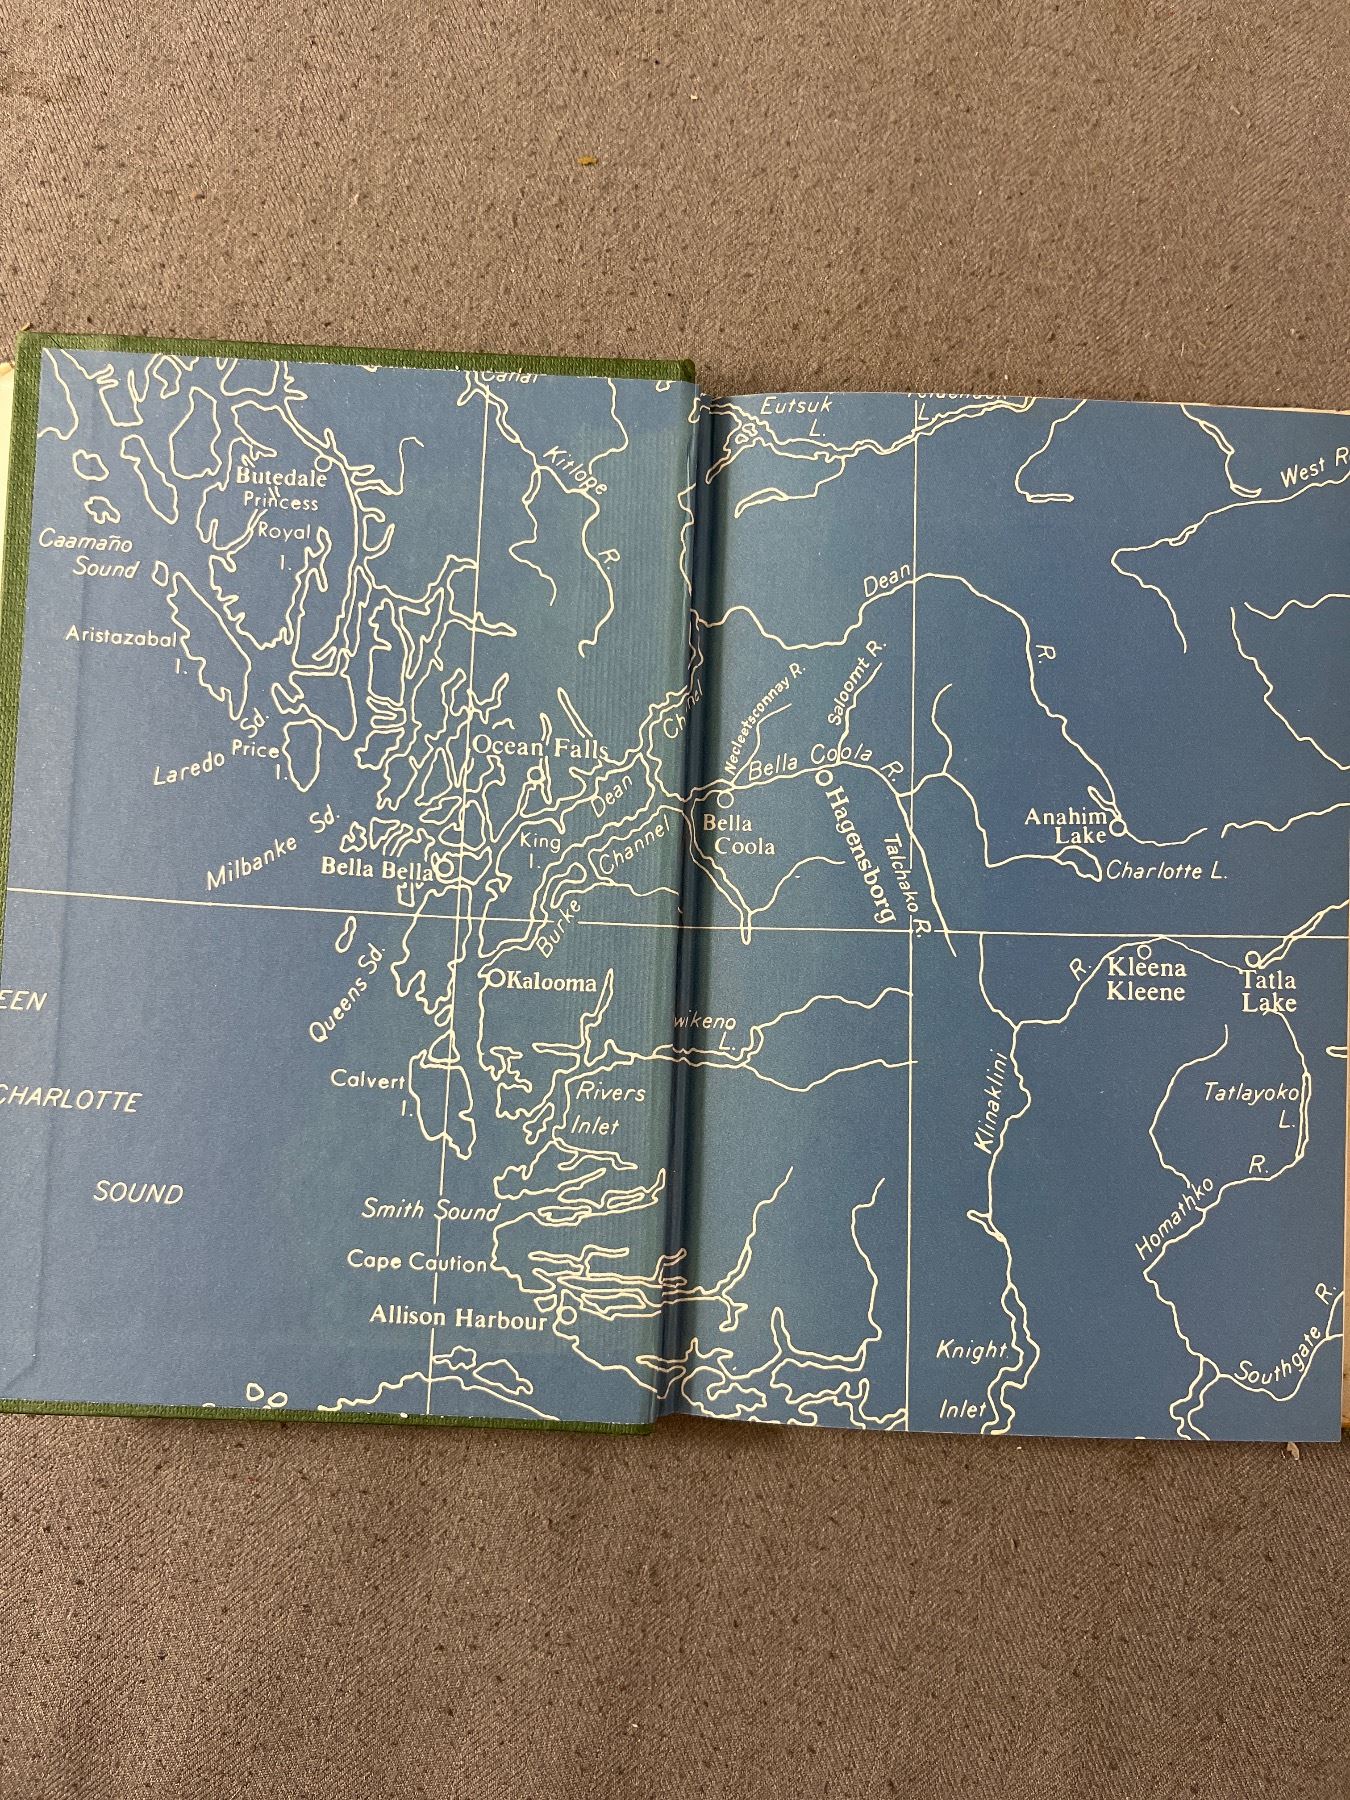 Canal
Kitlope
R.
Butedale
Princess
Royal
I.
Caamaño
Sound
Aristazabal
I.
Laredo Sd.
Price
I.
Milbanke Sd.
Ocean Falls
Dean
Channel
King
I.
Bella Bella
Burke
Channel
Queens Sd.
Kalooma
EEN
CHARLOTTE
SOUND
Calvert
I.
Rivers
Inlet
Smith Sound
Cape Caution
Allison Harbour
Eutsuk
L.
L.
West R
Dean
R.
Necleetsconnay R.
Saloomt R.
Bella Coola R.
Bella
Coola
Hagensborg
Talchako R.
Anahim
Lake
Charlotte L.
wikeno
L.
R.
Kleena
Kleene
Tatla
Lake
Klinaklini
Tatlayoko
L.
Homathko
R.
Knight
Inlet
Southgate
R.